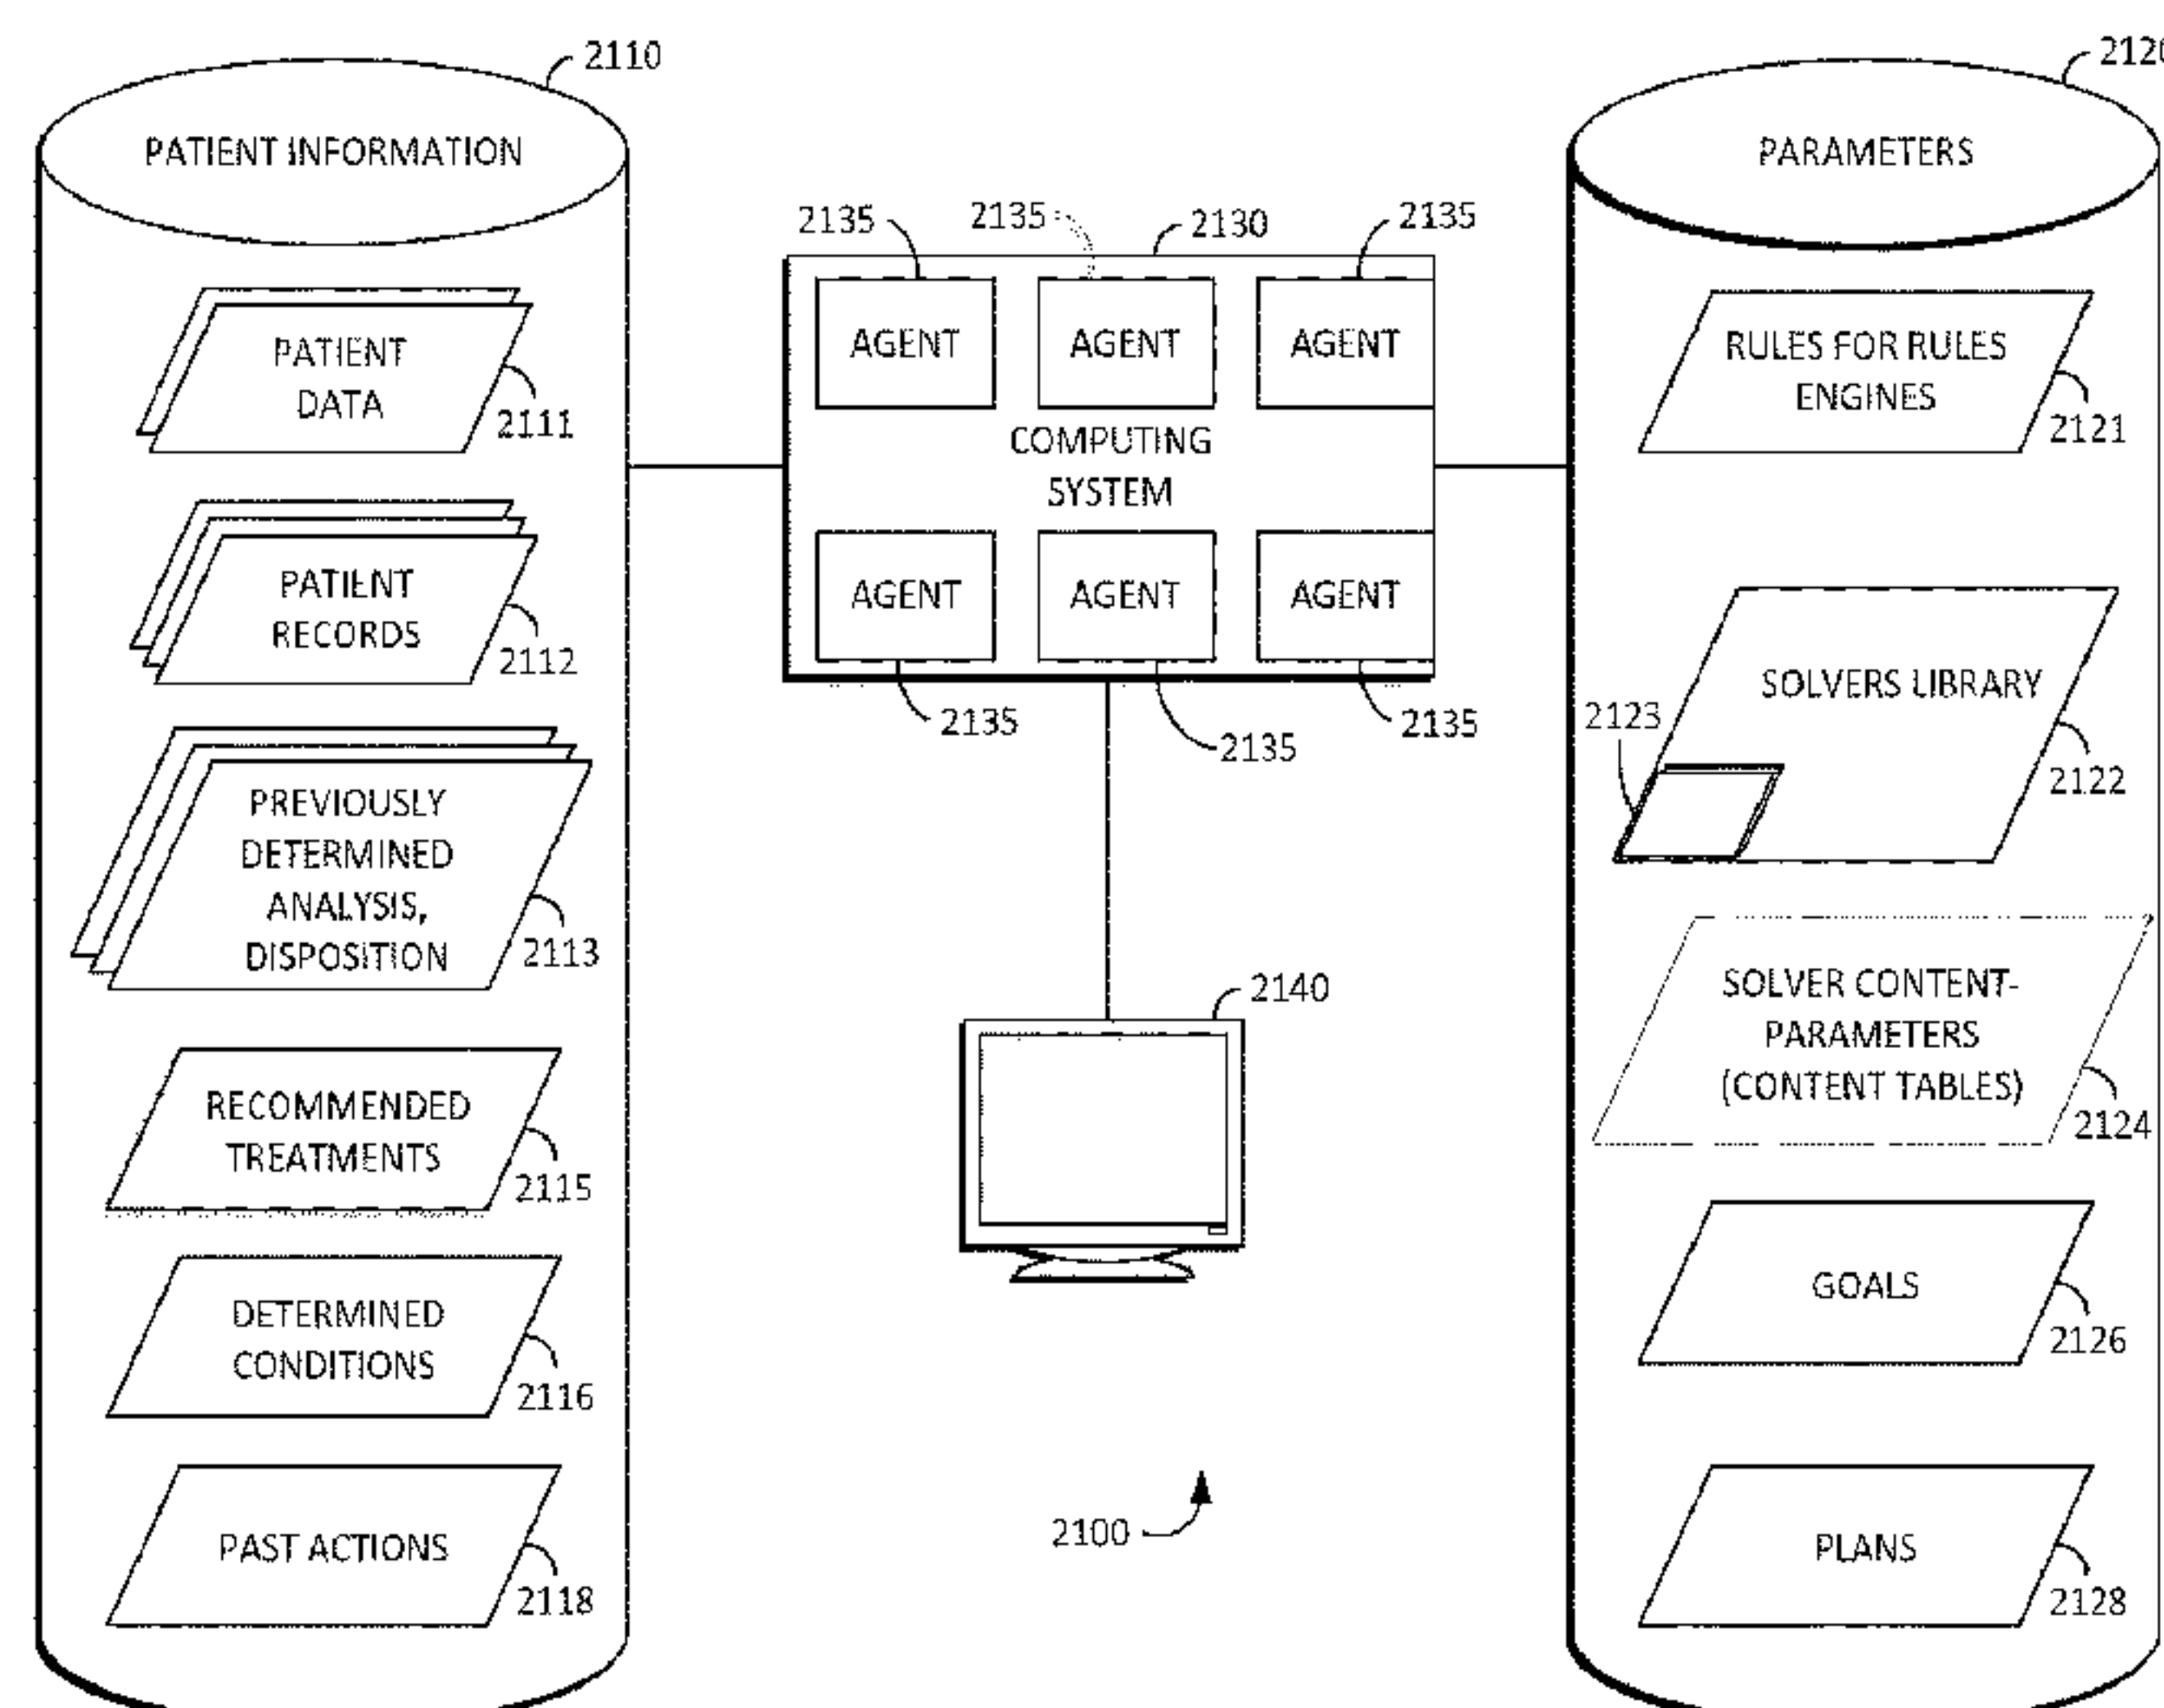 2110
PATIENT INFORMATION
PATIENT
DATA
2111
PATIENT
RECORDS
2112
PREVIOUSLY
DETERMINED
ANALYSIS,
DISPOSITION
2113
RECOMMENDED
TREATMENTS
2115
DETERMINED
CONDITIONS
2116
PAST ACTIONS
2118
2135
2135
2130
2135
AGENT
AGENT
AGENT
COMPUTING
SYSTEM
AGENT
AGENT
AGENT
2135
2135
2135
2140
2100
2120
PARAMETERS
RULES FOR RULES
ENGINES
2121
SOLVERS LIBRARY
2123
2122
SOLVER CONTENT-
PARAMETERS
(CONTENT TABLES)
2124
GOALS
2126
PLANS
2128